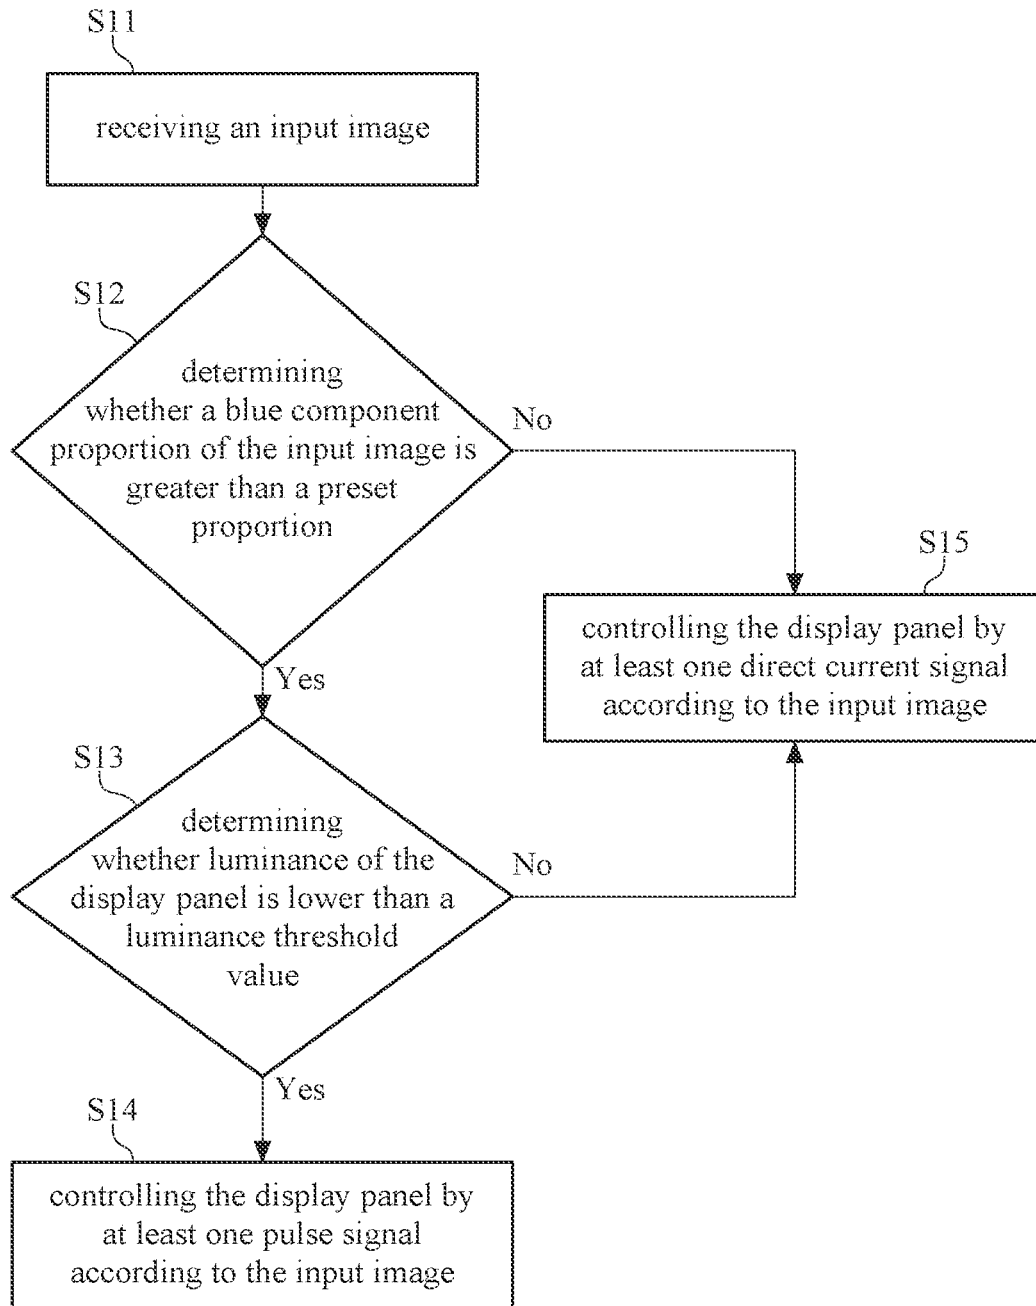 S11
receiving an input image
S12
determining
whether a blue component
proportion of the input image is
greater than a preset
proportion
No
Yes
S15
controlling the display panel by
at least one direct current signal
according to the input image
S13
determining
whether luminance of the
display panel is lower than a
luminance threshold
value
No
Yes
S14
controlling the display panel by
at least one pulse signal
according to the input image